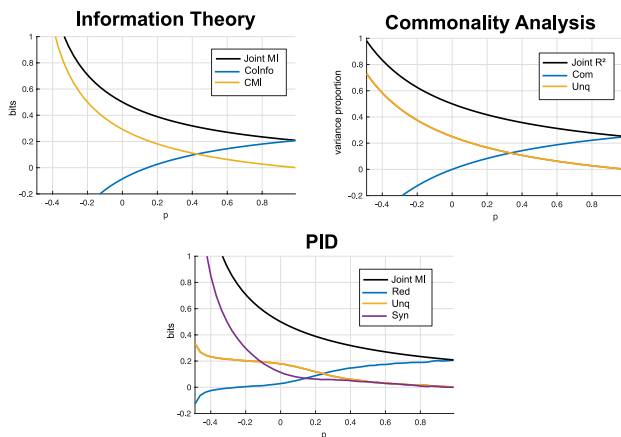 Information Theory
Commonality Analysis
1
0.8
0.6
0.4
0.2
0
-0.2
bits
-0.4 -0.2 0 0.2 0.4 0.6 0.8
p
Joint MI
CoInfo
CMI
1
0.8
0.6
0.4
0.2
0
-0.2
variance proportion
-0.4 -0.2 0 0.2 0.4 0.6 0.8
p
Joint R²
Com
Unq
PID
1
0.8
0.6
0.4
0.2
0
-0.2
bits
-0.4 -0.2 0 0.2 0.4 0.6 0.8
p
Joint MI
Red
Unq
Syn